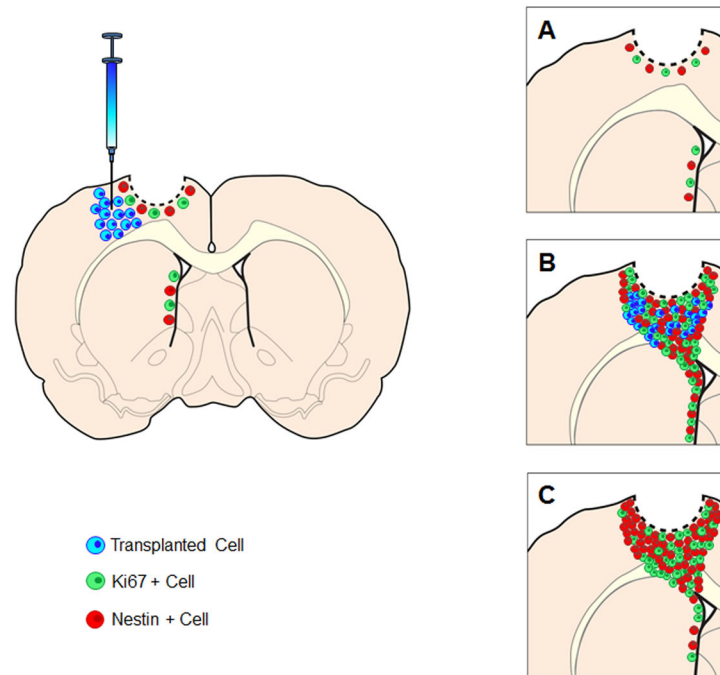 A
B
C
Transplanted Cell
Ki67 + Cell
Nestin + Cell